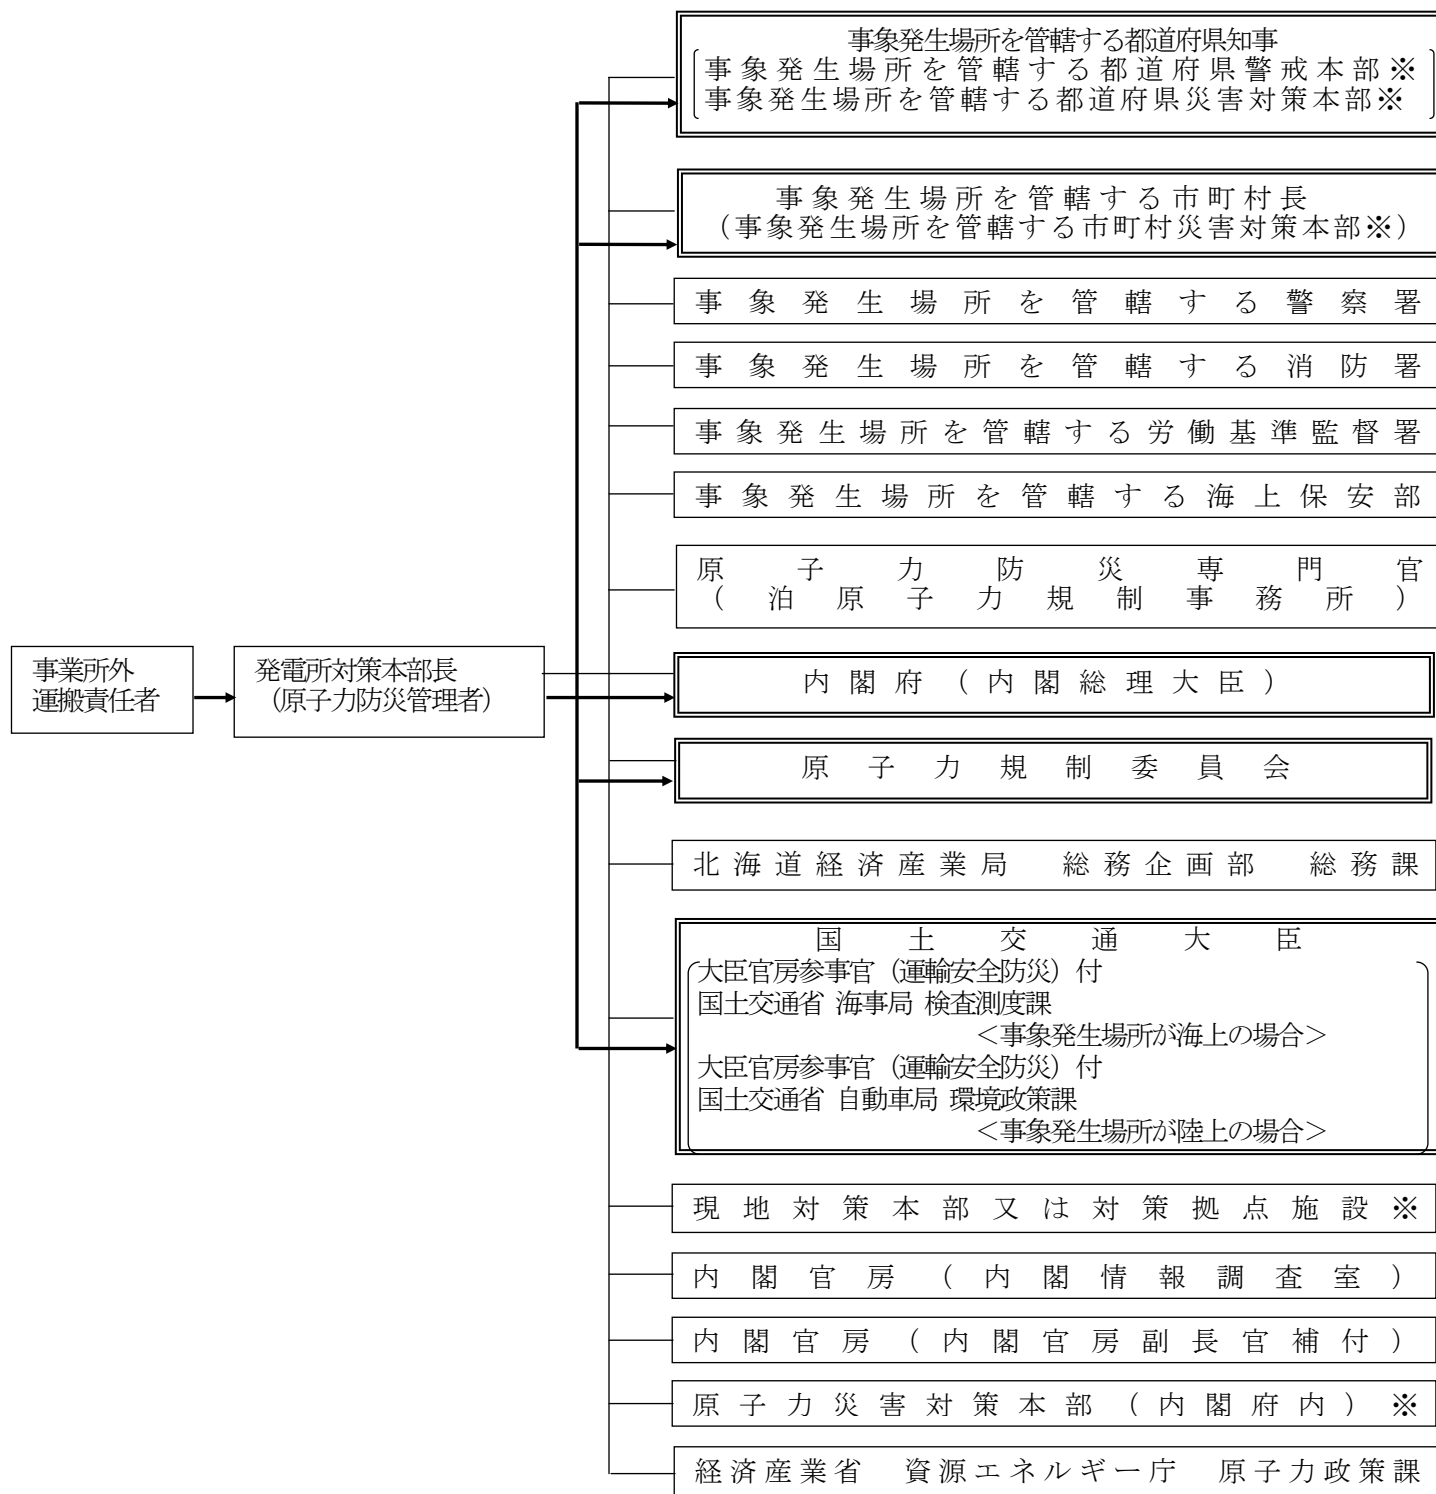 事象発生場所を管轄する都道府県知事
事象発生場所を管轄する都道府県警戒本部※
事象発生場所を管轄する都道府県災害対策本部※
事象発生場所を管轄する市町村長
（事象発生場所を管轄する市町村災害対策本部※）
事象発生場所を管轄する警察署
事象発生場所を管轄する消防署
事象発生場所を管轄する労働基準監督署
事象発生場所を管轄する海上保安部
原子力防災専門官
（泊原子力規制事務所）
事業所外
運搬責任者
発電所対策本部長
（原子力防災管理者）
内閣府（内閣総理大臣）
原子力規制委員会
北海道経済産業局　総務企画部　総務課
国土交通大臣
大臣官房参事官（運輸安全防災）付
国土交通省 海事局 検査測度課
＜事象発生場所が海上の場合＞
大臣官房参事官（運輸安全防災）付
国土交通省 自動車局 環境政策課
＜事象発生場所が陸上の場合＞
現地対策本部又は対策拠点施設※
内閣官房（内閣情報調査室）
内閣官房（内閣官房副長官補付）
原子力災害対策本部（内閣府内）※
経済産業省　資源エネルギー庁　原子力政策課